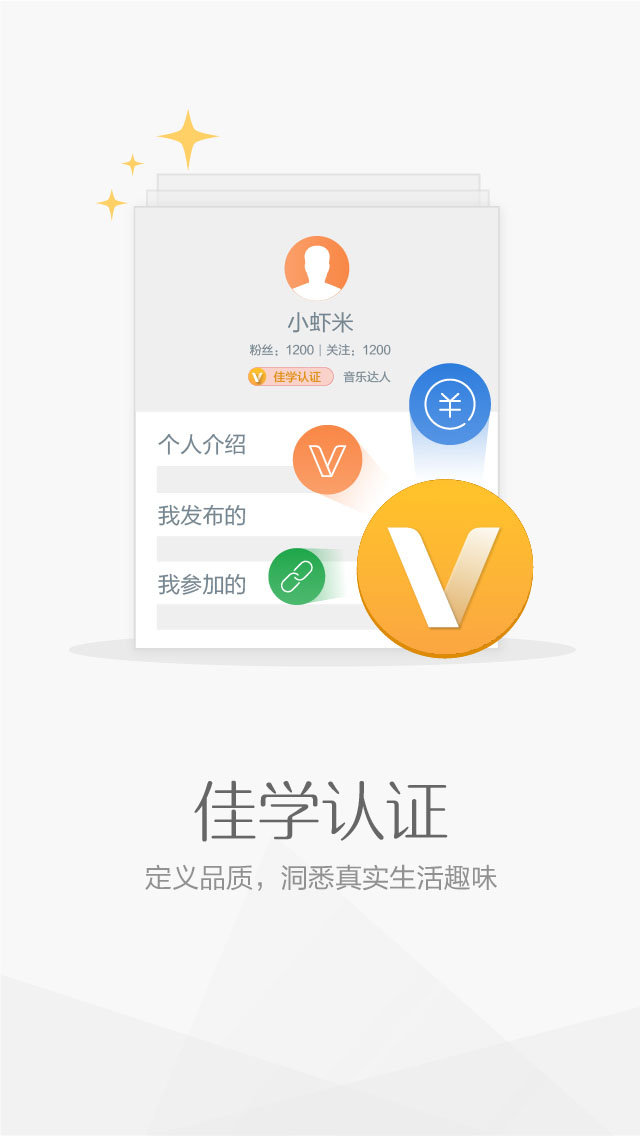 小虾米
粉丝：1200 | 关注：1200
V 佳学认证 音乐达人
个人介绍
V
¥
我发布的
V
我参加的
佳学认证
定义品质，洞悉真实生活趣味